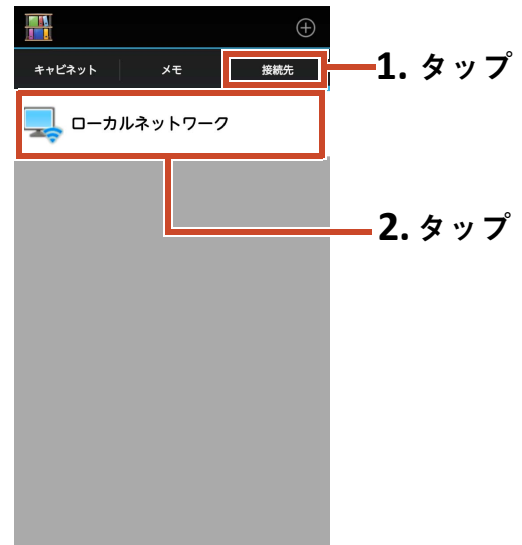 キャビネット メモ 接続先
1. タップ
ローカルネットワーク
2. タップ